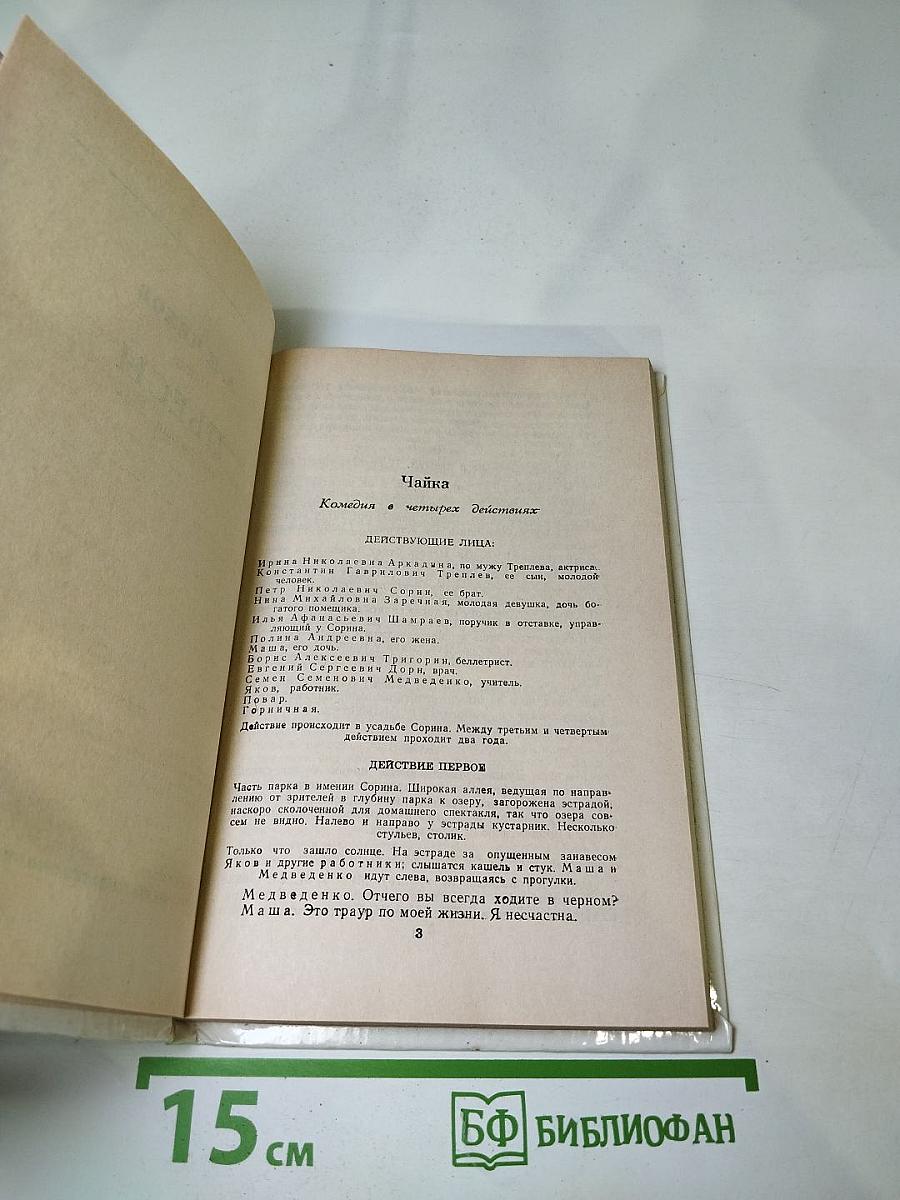 Чайка
Комедия в четырех действиях
ДЕЙСТВУЮЩИЕ ЛИЦА:
Ирина Николаевна Аркадина, по мужу Треплева, актриса.
Константин Гаврилович Треплев, ее сын, молодой
человек.
Петр Николаевич Сорин, ее брат.
Нина Михайловна Заречная, молодая девушка, дочь бо-
гатого помещика.
Илья Афанасьевич Шамраев, поручик в отставке, управ-
ляющий у Сорина.
Полина Андреевна, его жена.
Маша, его дочь.
Борис Алексеевич Тригорин, беллетрист.
Евгений Сергеевич Дорн, врач.
Семен Семенович Медведенко, учитель.
Яков, работник.
Повар.
Горничная.
Действие происходит в усадьбе Сорина. Между третьим и четвертым
действием проходит два года.
ДЕЙСТВИЕ ПЕРВОЕ
Часть парка в имении Сорина. Широкая аллея, ведущая по направ-
лению от зрителей в глубину парка к озеру, загорожена эстрадой,
наскоро сколоченной для домашнего спектакля, так что озера сов-
сем не видно. Налево и направо у эстрады кустарник. Несколько
стульев, столик.
Только что зашло солнце. На эстраде за опущенным занавесом
Яков и другие работники; слышатся кашель и стук. Маша и
Медведенко идут слева, возвращаясь с прогулки.
Медведенко. Отчего вы всегда ходите в черном?
Маша. Это траур по моей жизни. Я несчастна.
3
15 см
БФ БИБЛИОФАН